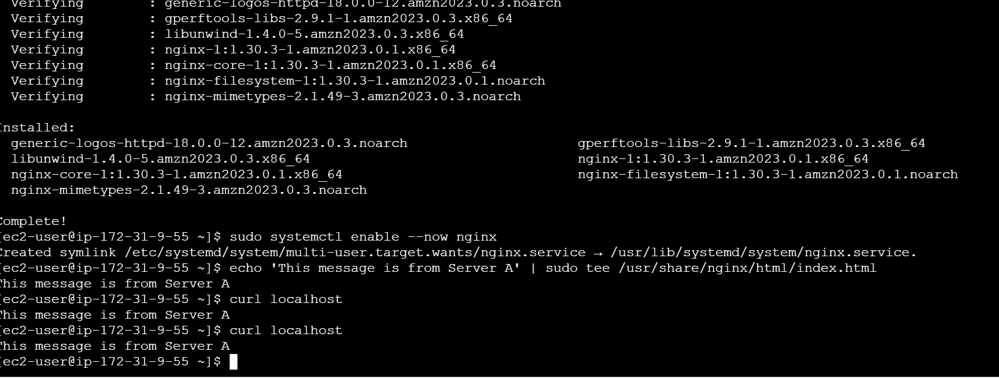 Verifying : generic-logos-httpd-18.0.0-12.amzn2023.0.3.noarch
Verifying : gperftools-libs-2.9.1-1.amzn2023.0.3.x86_64
Verifying : libunwind-1.4.0-5.amzn2023.0.3.x86_64
Verifying : nginx-1:1.30.3-1.amzn2023.0.1.x86_64
Verifying : nginx-core-1:1.30.3-1.amzn2023.0.1.x86_64
Verifying : nginx-filesystem-1:1.30.3-1.amzn2023.0.1.noarch
Verifying : nginx-mimetypes-2.1.49-3.amzn2023.0.3.noarch
Installed:
generic-logos-httpd-18.0.0-12.amzn2023.0.3.noarch gperftools-libs-2.9.1-1.amzn2023.0.3.x86_64
libunwind-1.4.0-5.amzn2023.0.3.x86_64 nginx-1:1.30.3-1.amzn2023.0.1.x86_64
nginx-core-1:1.30.3-1.amzn2023.0.1.x86_64 nginx-filesystem-1:1.30.3-1.amzn2023.0.1.noarch
nginx-mimetypes-2.1.49-3.amzn2023.0.3.noarch
Complete!
[ec2-user@ip-172-31-9-55 ~]$ sudo systemctl enable --now nginx
Created symlink /etc/systemd/system/multi-user.target.wants/nginx.service → /usr/lib/systemd/system/nginx.service.
[ec2-user@ip-172-31-9-55 ~]$ echo 'This message is from Server A' | sudo tee /usr/share/nginx/html/index.html
This message is from Server A
[ec2-user@ip-172-31-9-55 ~]$ curl localhost
This message is from Server A
[ec2-user@ip-172-31-9-55 ~]$ curl localhost
This message is from Server A
[ec2-user@ip-172-31-9-55 ~]$